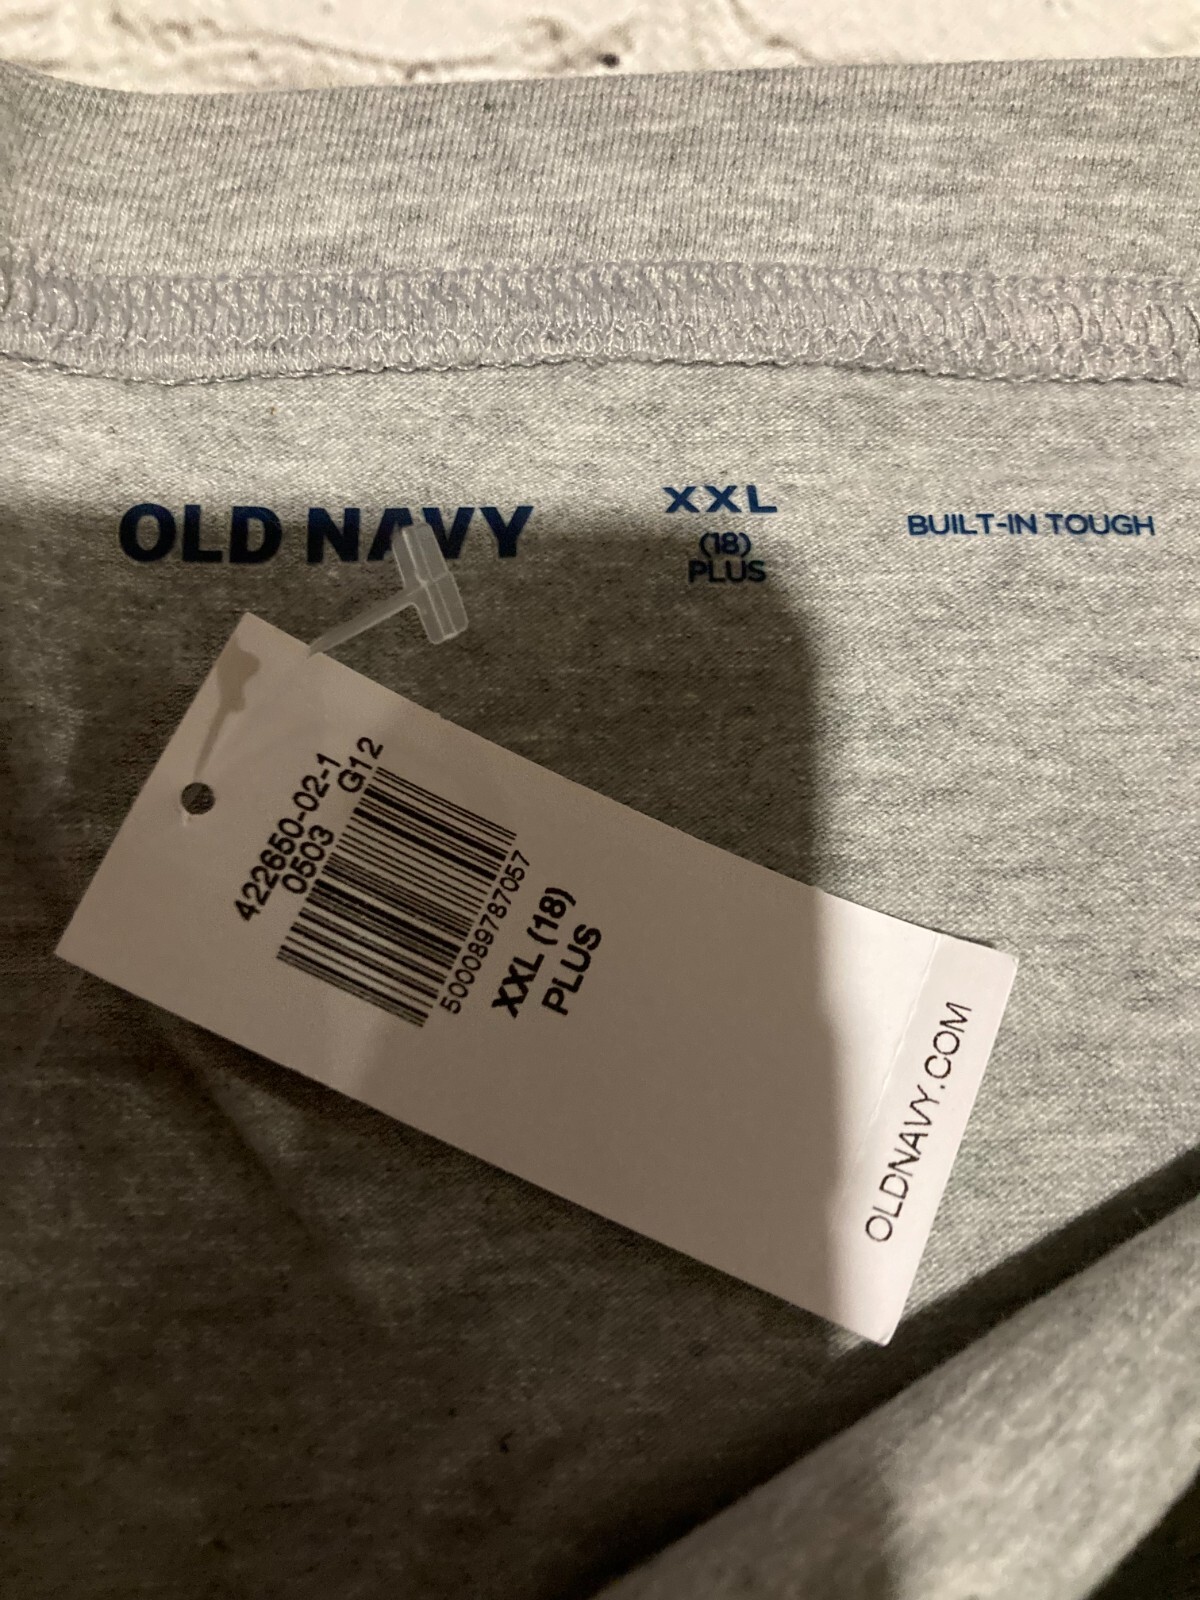 OLD NAVY
XXL
(18)
PLUS
BUILT-IN TOUGH
422650-02-1
0503 G12
500089787057
XXL (18)
PLUS
OLDNAVY.COM